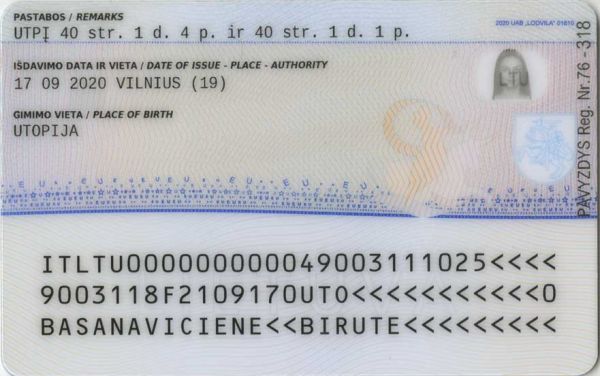 PASTABOS / REMARKS
UTPĮ 40 str. 1 d. 4 p. ir 40 str. 1 d. 1 p.
2020 UAB „LODVILA“ 01810
IŠDAVIMO DATA IR VIETA / DATE OF ISSUE - PLACE - AUTHORITY
17 09 2020 VILNIUS (19)
GIMIMO VIETA / PLACE OF BIRTH
UTOPIJA
PAVYZDYS Reg. Nr.76 -318
ITLTU00000000049003111025<<<<
9003118F2109170UTO<<<<<<<<<<<0
BASANAVICIENE<<BIRUTE<<<<<<<<<